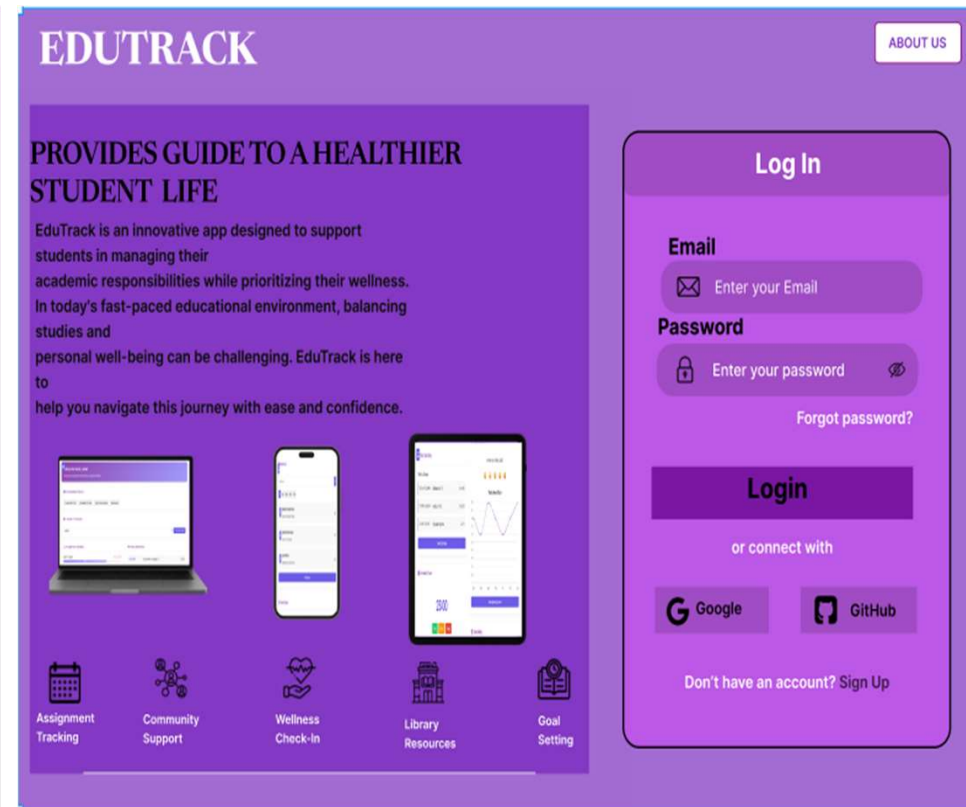 EDUTRACK
ABOUT US
PROVIDES GUIDE TO A HEALTHIER
STUDENT LIFE
EduTrack is an innovative app designed to support
students in managing their
academic responsibilities while prioritizing their wellness.
In today's fast-paced educational environment, balancing
studies and
personal well-being can be challenging. EduTrack is here
to
help you navigate this journey with ease and confidence.
Assignment
Tracking
Community
Support
Wellness
Check-In
Library
Resources
Goal
Setting
Log In
Email
Enter your Email
Password
Enter your password
Forgot password?
Login
or connect with
Google
GitHub
Don't have an account? Sign Up